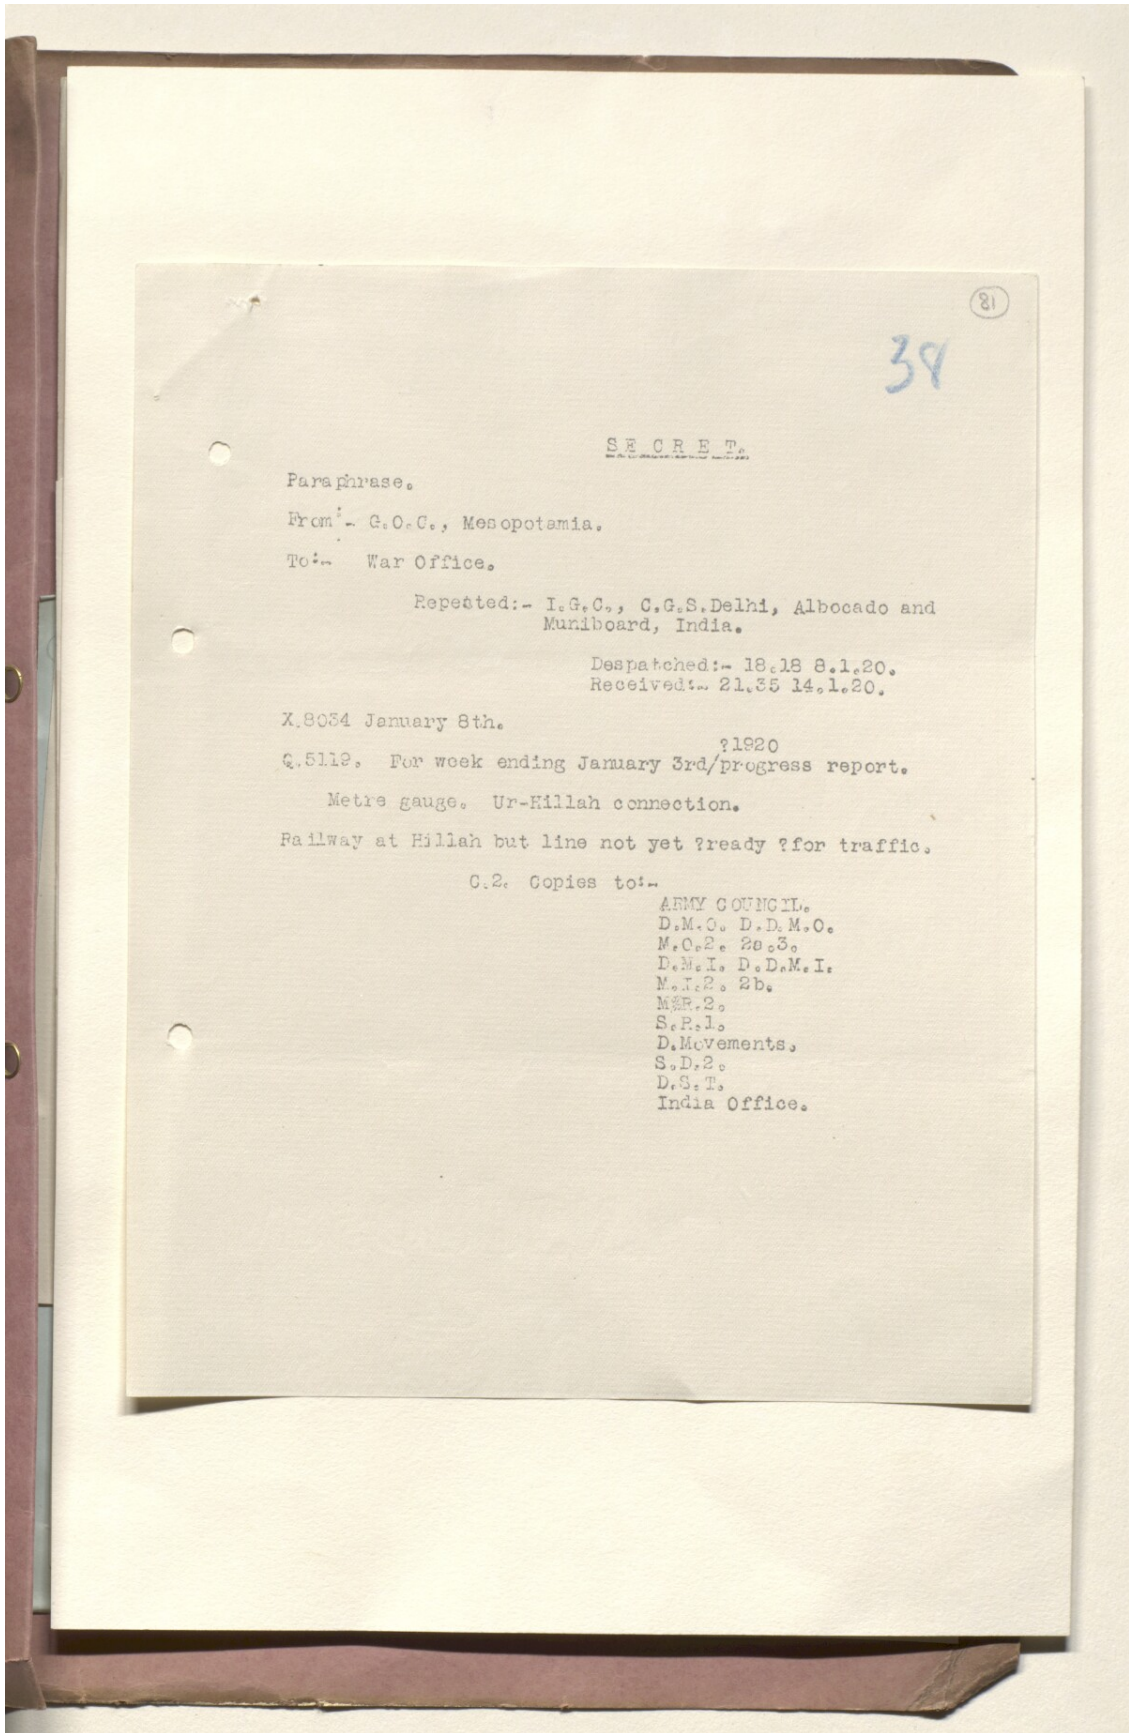 81
38
SECRET.
Paraphrase.
From:- G.O.C., Mesopotamia.
To:- War Office.
Repeated:- I.G.C., C.G.S.Delhi, Albocado and
Muniboard, India.
Despatched:- 18.18 8.1.20.
Received:- 21.35 14.1.20.
X.8034 January 8th.
?1920
Q.5119. For week ending January 3rd/progress report.
Metre gauge. Ur-Hillah connection.
Railway at Hillah but line not yet ?ready ?for traffic.
C.2. Copies to:-
ARMY COUNCIL.
D.M.O. D.D.M.O.
M.O.2. 2a.3.
D.M.I. D.D.M.I.
M.I.2. 2b.
S.R.1.
D.Movements.
S.D.2.
D.S.T.
India Office.